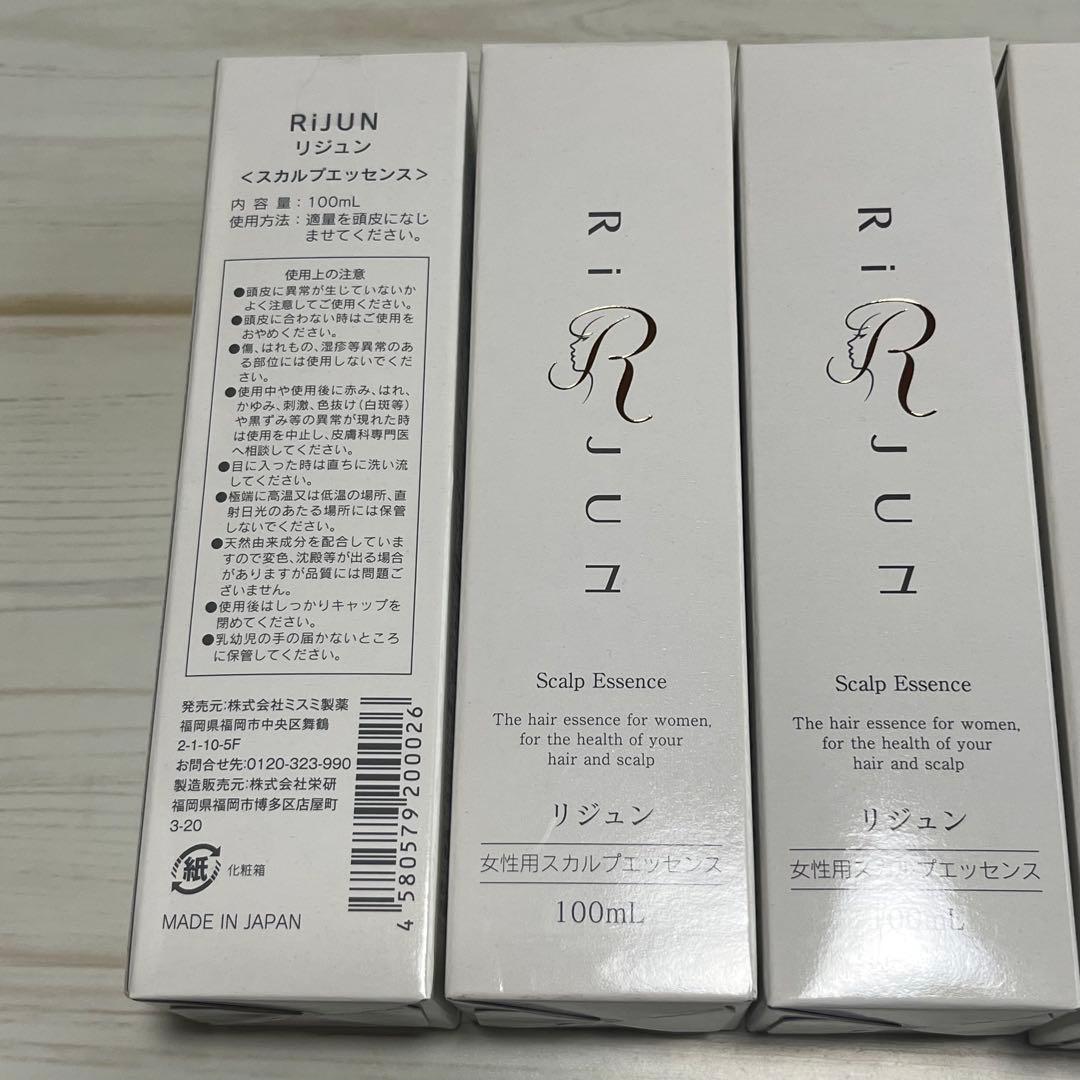 RiJUN
リジュン
<スカルプエッセンス>
内容量：100mL
使用方法：適量を頭皮になじ
ませてください。
使用上の注意
●頭皮に異常が生じていないか
よく注意してご使用ください。
●頭皮に合わない時はご使用を
おやめください。
●傷、はれもの、湿疹等異常のあ
る部位には使用しないでくだ
さい。
●使用中や使用後に赤み、はれ、
かゆみ、刺激、色抜け(白斑等)
や黒ずみ等の異常が現れた時
は使用を中止し、皮膚科専門医
へ相談してください。
●目に入った時は直ちに洗い流
してください。
●極端に高温又は低温の場所、直
射日光のあたる場所には保管
しないでください。
●天然由来成分を配合していま
すので変色、沈殿等が出る場合
がありますが品質には問題ご
ざいません。
●使用後はしっかりキャップを
閉めてください。
●乳幼児の手の届かないところ
に保管してください。
発売元：株式会社ミスミ製薬
福岡県福岡市中央区舞鶴
2-1-10-5F
お問合せ先：0120-323-990
製造販売元：株式会社栄研
福岡県福岡市博多区店屋町
3-20
紙 化粧箱
MADE IN JAPAN
4 580579 200026
RiJUN
R
Scalp Essence
The hair essence for women,
for the health of your
hair and scalp
リジュン
女性用スカルプエッセンス
100mL
RiJUN
R
Scalp Essence
The hair essence for women,
for the health of your
hair and scalp
リジュン
女性用スカルプエッセンス
100mL